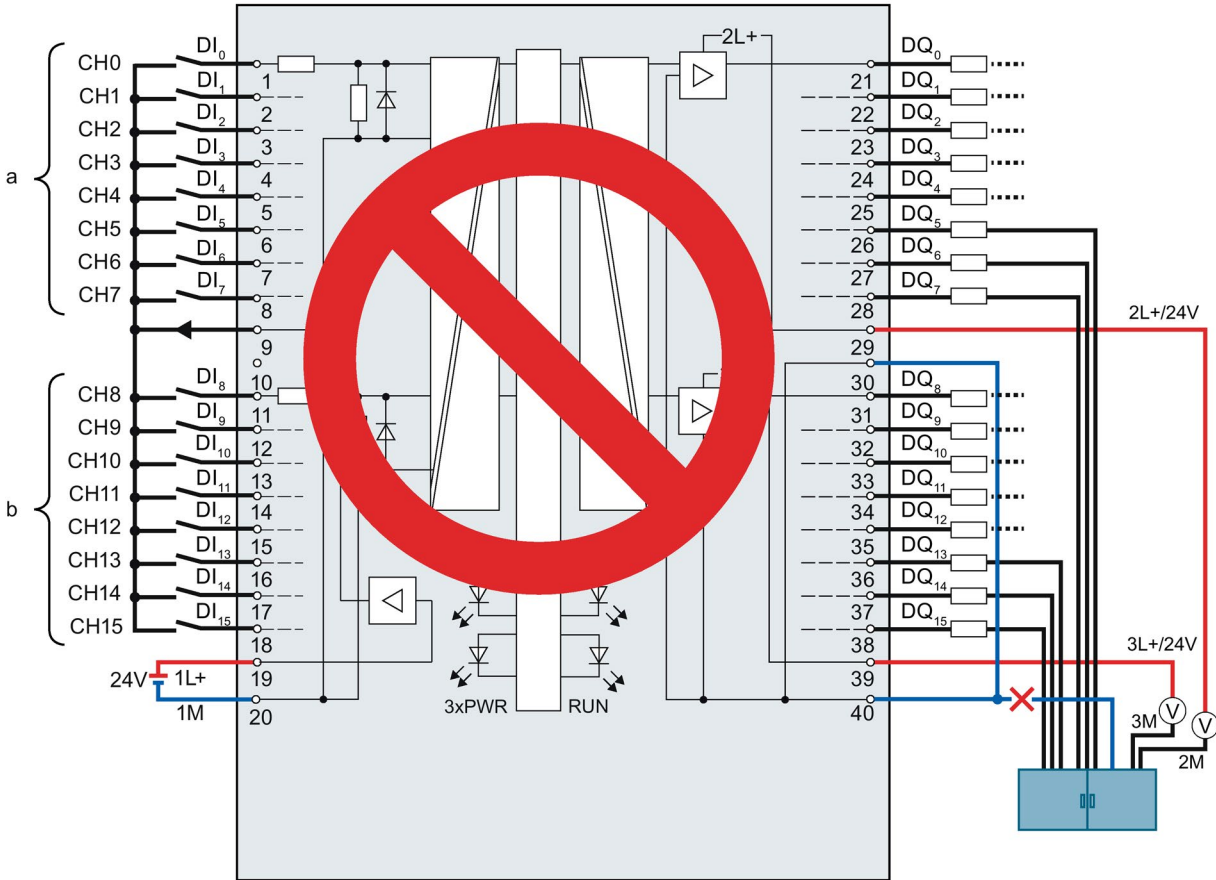 2L+
CH0 DI0 1 21 DQ0
CH1 DI1 2 22 DQ1
CH2 DI2 3 23 DQ2
CH3 DI3 4 24 DQ3
a
CH4 DI4 5 25 DQ4
CH5 DI5 6 26 DQ5
CH6 DI6 7 27 DQ6
CH7 DI7 8 28 DQ7
2L+/24V
9 29
10 30
CH8 DI8 11 31 DQ8
CH9 DI9 12 32 DQ9
CH10 DI10 13 33 DQ10
CH11 DI11 14 34 DQ11
b
CH12 DI12 15 35 DQ12
CH13 DI13 16 36 DQ13
CH14 DI14 17 37 DQ14
CH15 DI15 18 38 DQ15
3L+/24V
24V 1L+ 19 39
1M 20 3xPWR RUN 40
3M V
V
2M